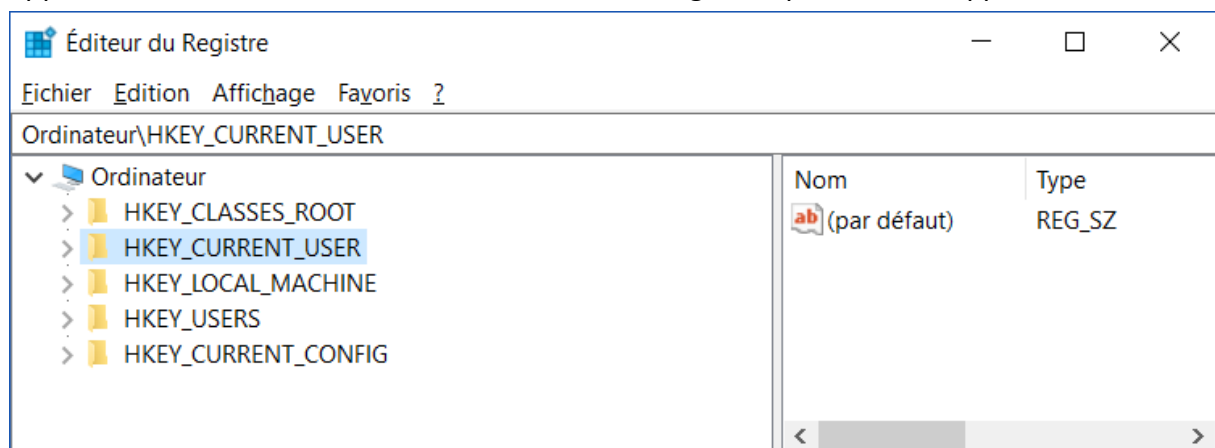 Éditeur du Registre
Fichier Edition Affichage Favoris ?
Ordinateur\HKEY_CURRENT_USER
Ordinateur
HKEY_CLASSES_ROOT
HKEY_CURRENT_USER
HKEY_LOCAL_MACHINE
HKEY_USERS
HKEY_CURRENT_CONFIG
Nom Type
ab (par défaut) REG_SZ